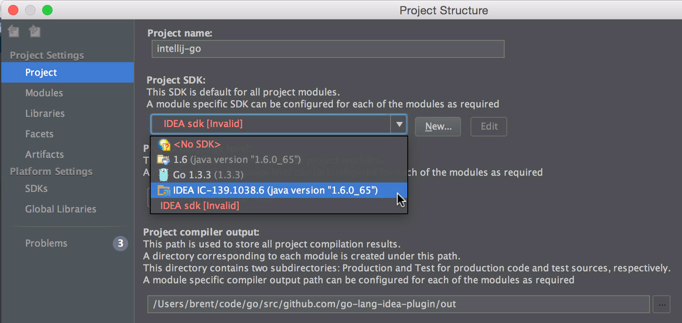 Project Structure
Project Settings
Project
Modules
Libraries
Facets
Artifacts
Platform Settings
SDKs
Global Libraries
Problems 3
Project name:
intellij-go
Project SDK:
This SDK is default for all project modules.
A module specific SDK can be configured for each of the modules as required
IDEA sdk [Invalid]
New...
Edit
<No SDK>
1.6 (java version "1.6.0_65")
Go 1.3.3 (1.3.3)
IDEA IC-139.1038.6 (java version "1.6.0_65")
IDEA sdk [Invalid]
ch of the modules as required
Project compiler output:
This path is used to store all project compilation results.
A directory corresponding to each module is created under this path.
This directory contains two subdirectories: Production and Test for production code and test sources, respectively.
A module specific compiler output path can be configured for each of the modules as required
/Users/brent/code/go/src/github.com/go-lang-idea-plugin/out
...